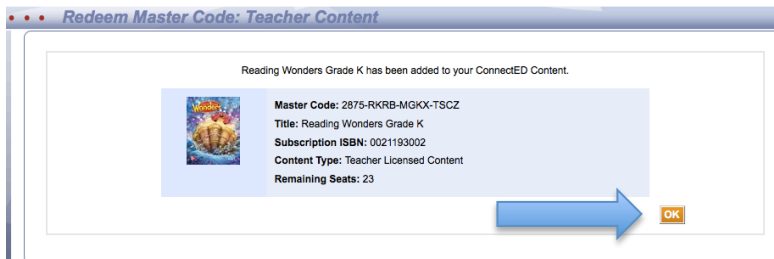 Redeem Master Code: Teacher Content
Reading Wonders Grade K has been added to your ConnectED Content.
Wonders
Master Code: 2875-RKRB-MGKX-TSCZ
Title: Reading Wonders Grade K
Subscription ISBN: 0021193002
Content Type: Teacher Licensed Content
Remaining Seats: 23
OK